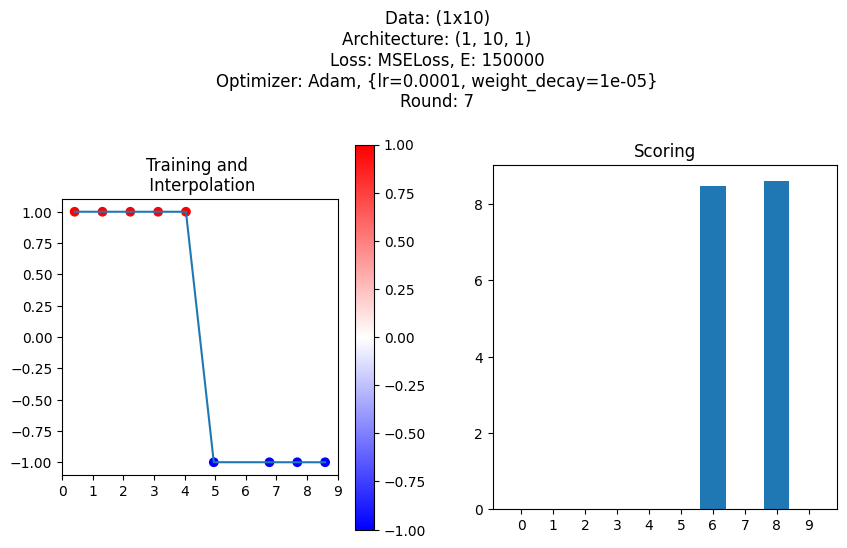 Data: (1x10)
Architecture: (1, 10, 1)
Loss: MSELoss, E: 150000
Optimizer: Adam, {lr=0.0001, weight_decay=1e-05}
Round: 7
Training and
Interpolation
1.00
0.75
0.50
0.25
0.00
−0.25
−0.50
−0.75
−1.00
0 1 2 3 4 5 6 7 8 9
1.00
0.75
0.50
0.25
0.00
−0.25
−0.50
−0.75
−1.00
Scoring
8
6
4
2
0
0 1 2 3 4 5 6 7 8 9